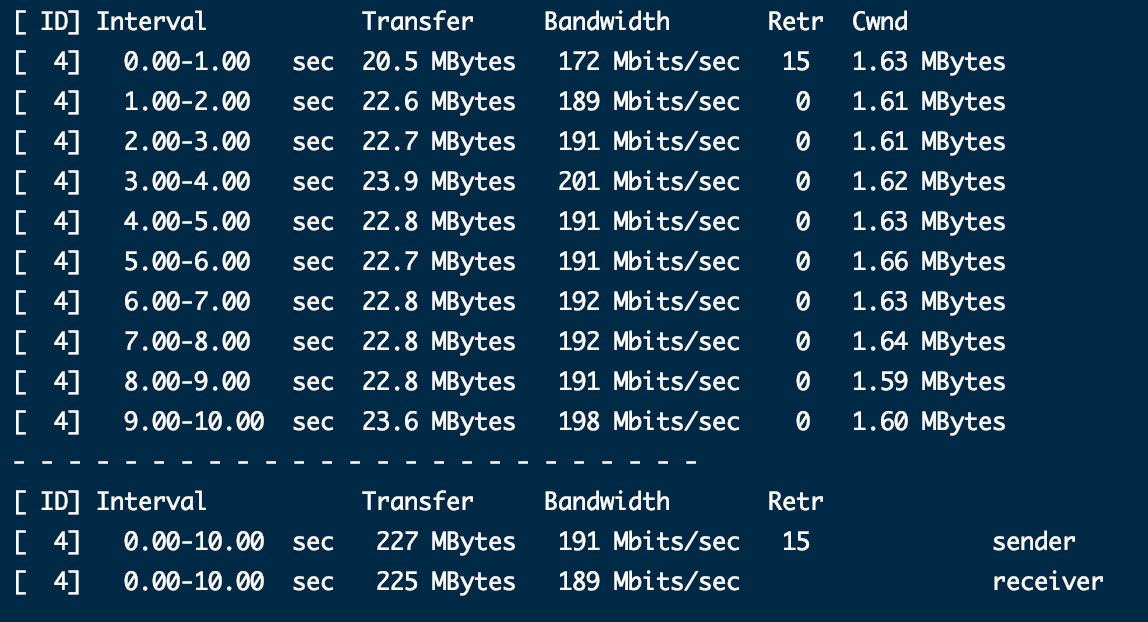 [ ID] Interval           Transfer     Bandwidth       Retr  Cwnd
[  4]   0.00-1.00   sec  20.5 MBytes   172 Mbits/sec   15   1.63 MBytes
[  4]   1.00-2.00   sec  22.6 MBytes   189 Mbits/sec    0   1.61 MBytes
[  4]   2.00-3.00   sec  22.7 MBytes   191 Mbits/sec    0   1.61 MBytes
[  4]   3.00-4.00   sec  23.9 MBytes   201 Mbits/sec    0   1.62 MBytes
[  4]   4.00-5.00   sec  22.8 MBytes   191 Mbits/sec    0   1.63 MBytes
[  4]   5.00-6.00   sec  22.7 MBytes   191 Mbits/sec    0   1.66 MBytes
[  4]   6.00-7.00   sec  22.8 MBytes   192 Mbits/sec    0   1.63 MBytes
[  4]   7.00-8.00   sec  22.8 MBytes   192 Mbits/sec    0   1.64 MBytes
[  4]   8.00-9.00   sec  22.8 MBytes   191 Mbits/sec    0   1.59 MBytes
[  4]   9.00-10.00  sec  23.6 MBytes   198 Mbits/sec    0   1.60 MBytes
- - - - - - - - - - - - - - - - - - - - - - - - -
[ ID] Interval           Transfer     Bandwidth       Retr
[  4]   0.00-10.00  sec   227 MBytes   191 Mbits/sec   15             sender
[  4]   0.00-10.00  sec   225 MBytes   189 Mbits/sec                  receiver